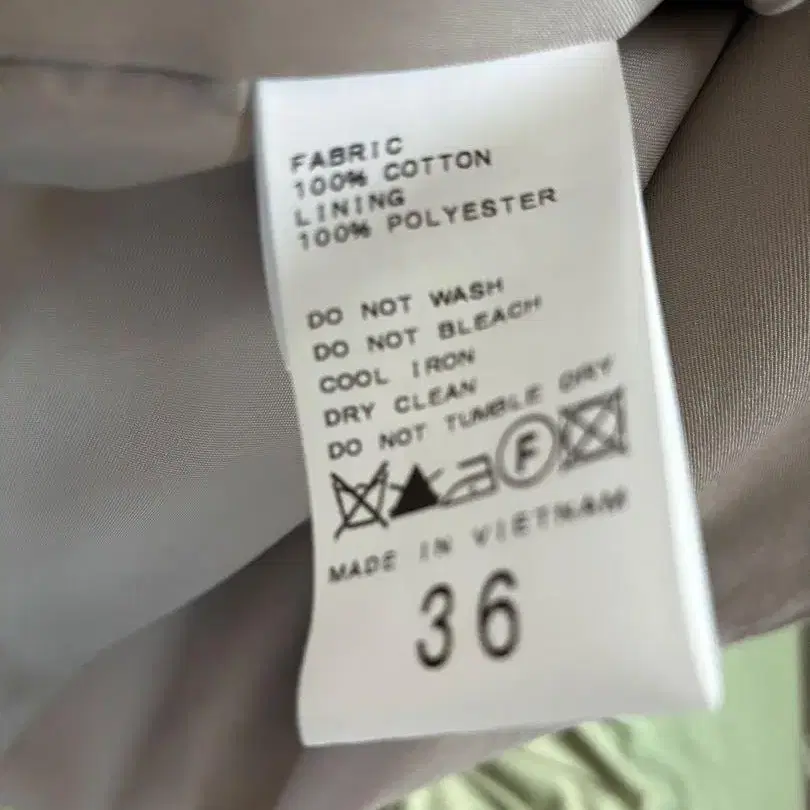 FABRIC
100% COTTON
LINING
100% POLYESTER
DO NOT WASH
DO NOT BLEACH
COOL IRON
DRY CLEAN
DO NOT TUMBLE DRY
F
MADE IN VIETNAM
36